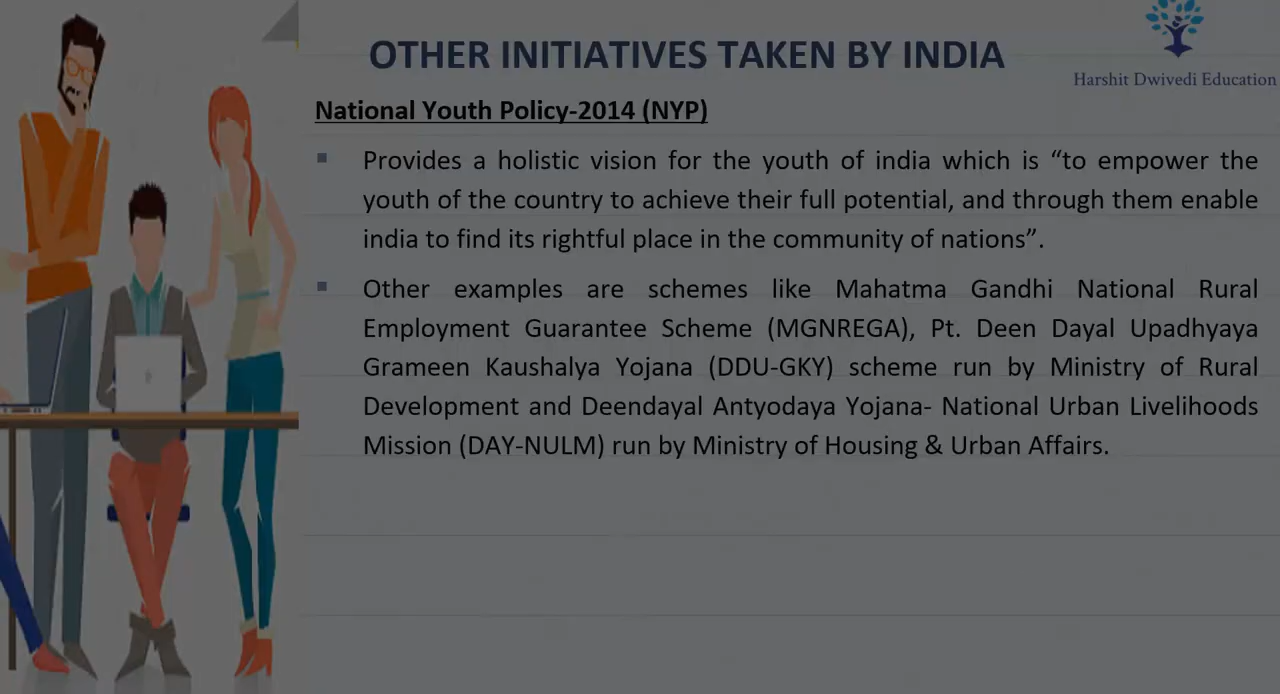 OTHER INITIATIVES TAKEN BY INDIA
Harshit Dwivedi Education
National Youth Policy-2014 (NYP)
Provides a holistic vision for the youth of india which is “to empower the
youth of the country to achieve their full potential, and through them enable
india to find its rightful place in the community of nations”.
Other examples are schemes like Mahatma Gandhi National Rural
Employment Guarantee Scheme (MGNREGA), Pt. Deen Dayal Upadhyaya
Grameen Kaushalya Yojana (DDU-GKY) scheme run by Ministry of Rural
Development and Deendayal Antyodaya Yojana- National Urban Livelihoods
Mission (DAY-NULM) run by Ministry of Housing & Urban Affairs.